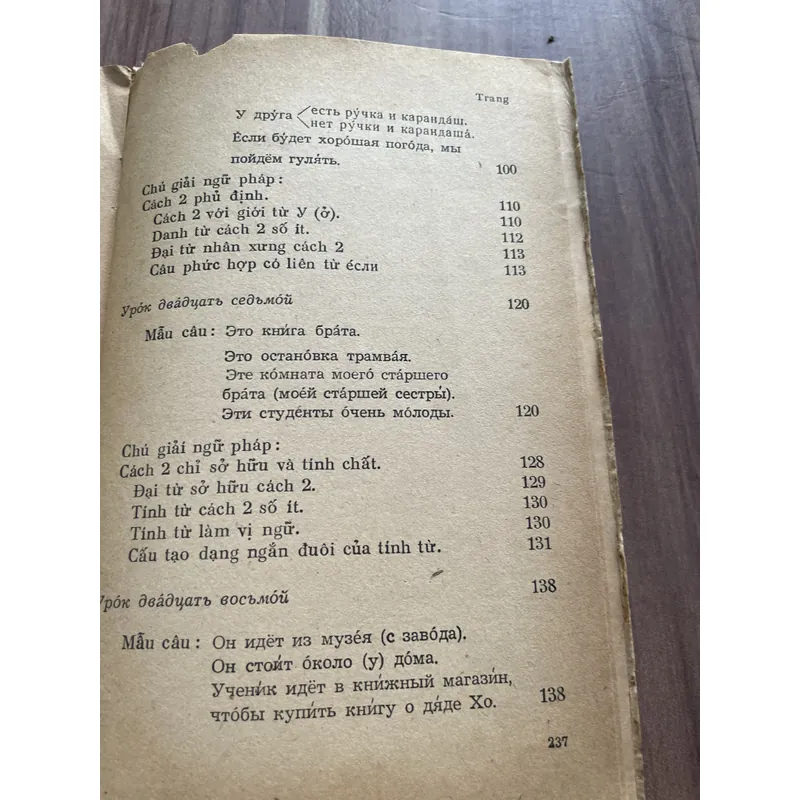 Trang
У дру́га есть ру́чка и каранда́ш.
нет ру́чки и карандаша́.
Е́сли бу́дет хоро́шая пого́да, мы
пойдём гуля́ть. 100
Chú giải ngữ pháp:
Cách 2 phủ định. 110
Cách 2 với giới từ У (ở). 110
Danh từ cách 2 số ít. 112
Đại từ nhân xưng cách 2 113
Câu phức hợp có liên từ е́сли 113
Уро́к два́дцать седьмо́й 120
Mẫu câu: Это кни́га бра́та.
Это остано́вка трамва́я.
Эте ко́мната моего́ ста́ршего
бра́та (мое́й ста́ршей сестры́).
Эти студе́нты о́чень мо́лоды. 120
Chú giải ngữ pháp:
Cách 2 chỉ sở hữu và tính chất. 128
Đại từ sở hữu cách 2. 129
Tính từ cách 2 số ít. 130
Tính từ làm vị ngữ. 130
Cấu tạo dạng ngắn đuôi của tính từ. 131
Уро́к два́дцать восьмо́й 138
Mẫu câu: Он идёт из музе́я (с заво́да).
Он стои́т о́коло (у) до́ма.
Учени́к идёт в кни́жный магази́н,
что́бы купи́ть кни́гу о дя́де Хо. 138
237